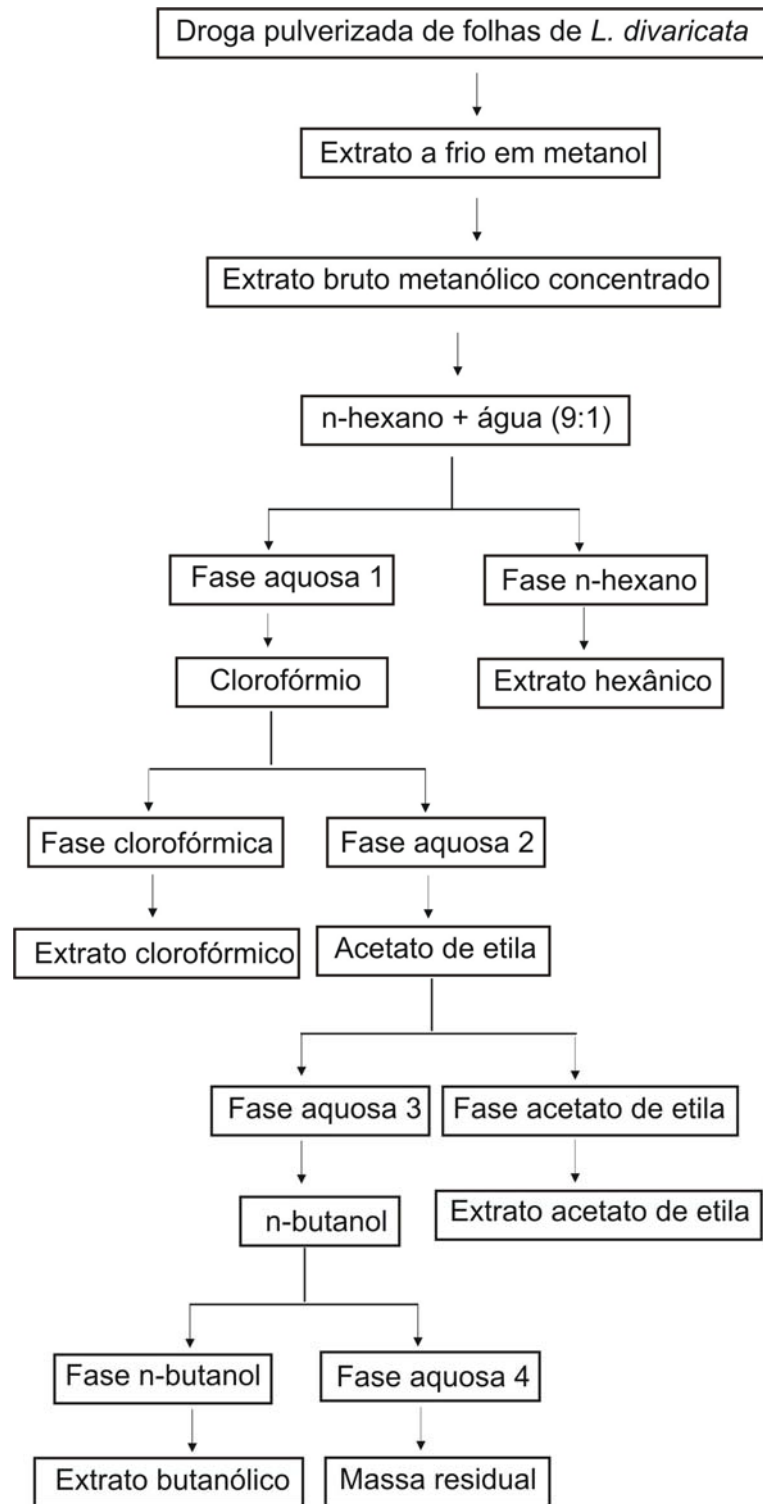 Droga pulverizada de folhas de L. divaricata
Extrato a frio em metanol
Extrato bruto metanólico concentrado
n-hexano + água (9:1)
Fase aquosa 1
Fase n-hexano
Clorofórmio
Extrato hexânico
Fase clorofórmica
Fase aquosa 2
Extrato clorofórmico
Acetato de etila
Fase aquosa 3
Fase acetato de etila
n-butanol
Extrato acetato de etila
Fase n-butanol
Fase aquosa 4
Extrato butanólico
Massa residual